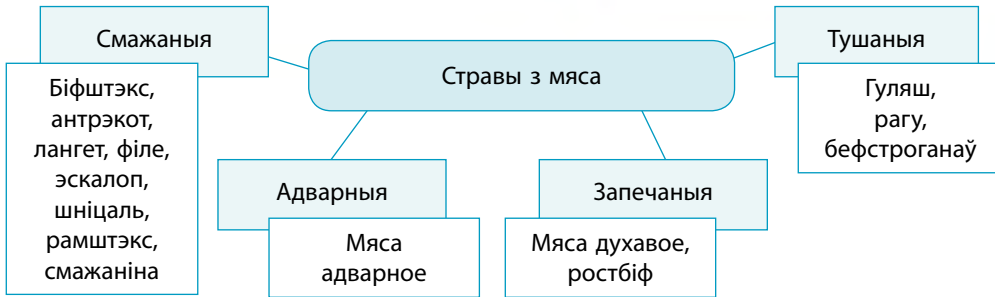 Стравы з мяса
Смажаныя
Біфштэкс,
антрэкот,
лангет, філе,
эскалоп,
шніцаль,
рамштэкс,
смажаніна
Адварныя
Мяса
адварное
Запечаныя
Мяса духавое,
ростбіф
Тушаныя
Гуляш,
рагу,
бефстроганаў